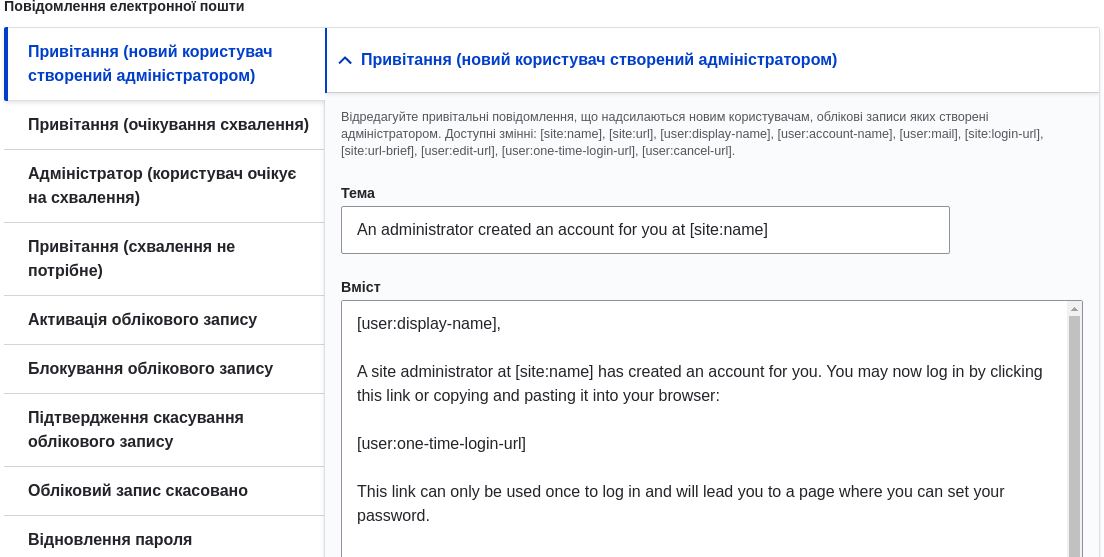 Повідомлення електронної пошти
Привітання (новий користувач
створений адміністратором)
Привітання (очікування схвалення)
Адміністратор (користувач очікує
на схвалення)
Привітання (схвалення не
потрібне)
Активація облікового запису
Блокування облікового запису
Підтвердження скасування
облікового запису
Обліковий запис скасовано
Відновлення пароля
Привітання (новий користувач створений адміністратором)
Відредагуйте привітальні повідомлення, що надсилаються новим користувачам, облікові записи яких створені
адміністратором. Доступні змінні: [site:name], [site:url], [user:display-name], [user:account-name], [user:mail], [site:login-url],
[site:url-brief], [user:edit-url], [user:one-time-login-url], [user:cancel-url].
Тема
An administrator created an account for you at [site:name]
Вміст
[user:display-name],
A site administrator at [site:name] has created an account for you. You may now log in by clicking
this link or copying and pasting it into your browser:
[user:one-time-login-url]
This link can only be used once to log in and will lead you to a page where you can set your
password.